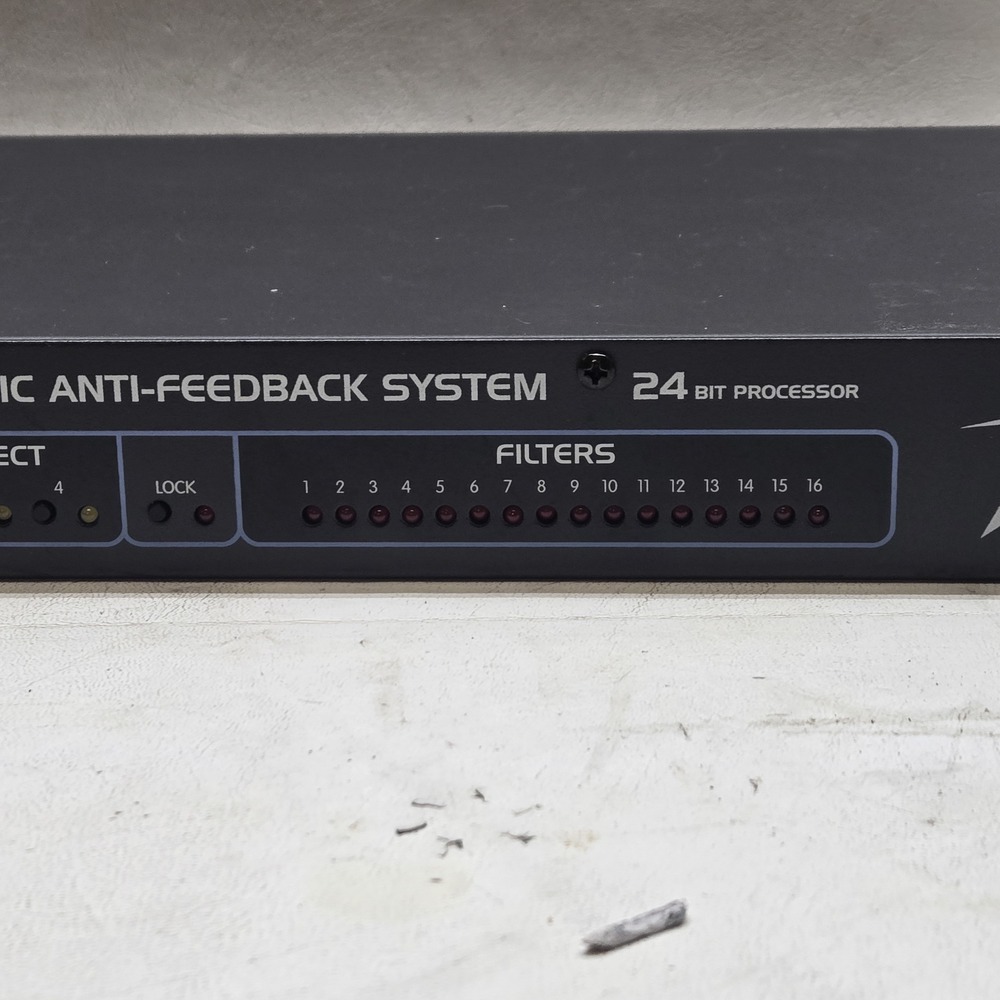 IC ANTI-FEEDBACK SYSTEM
24 BIT PROCESSOR
ECT
4
LOCK
FILTERS
1 2 3 4 5 6 7 8 9 10 11 12 13 14 15 16